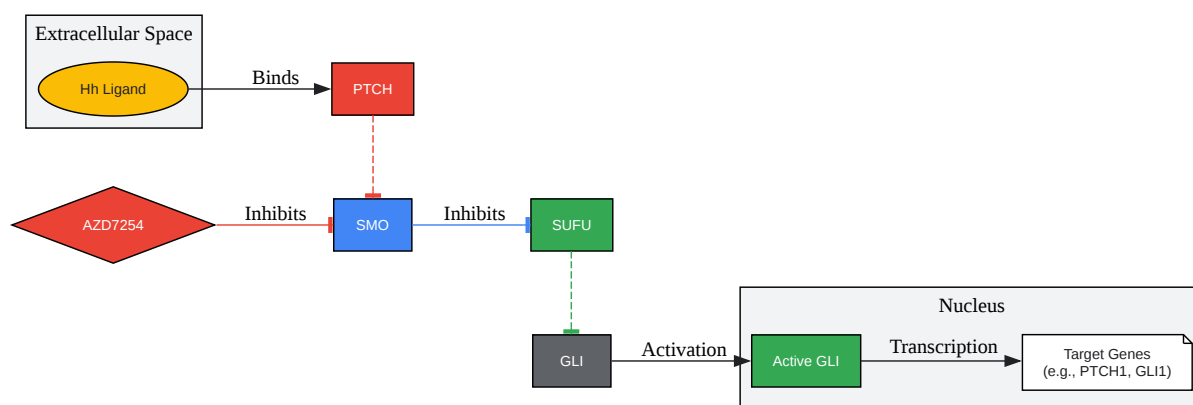 Extracellular Space
Hh Ligand
Binds
PTCH
AZD7254
Inhibits
SMO
Inhibits
SUFU
Nucleus
GLI
Activation
Active GLI
Transcription
Target Genes
(e.g., PTCH1, GLI1)